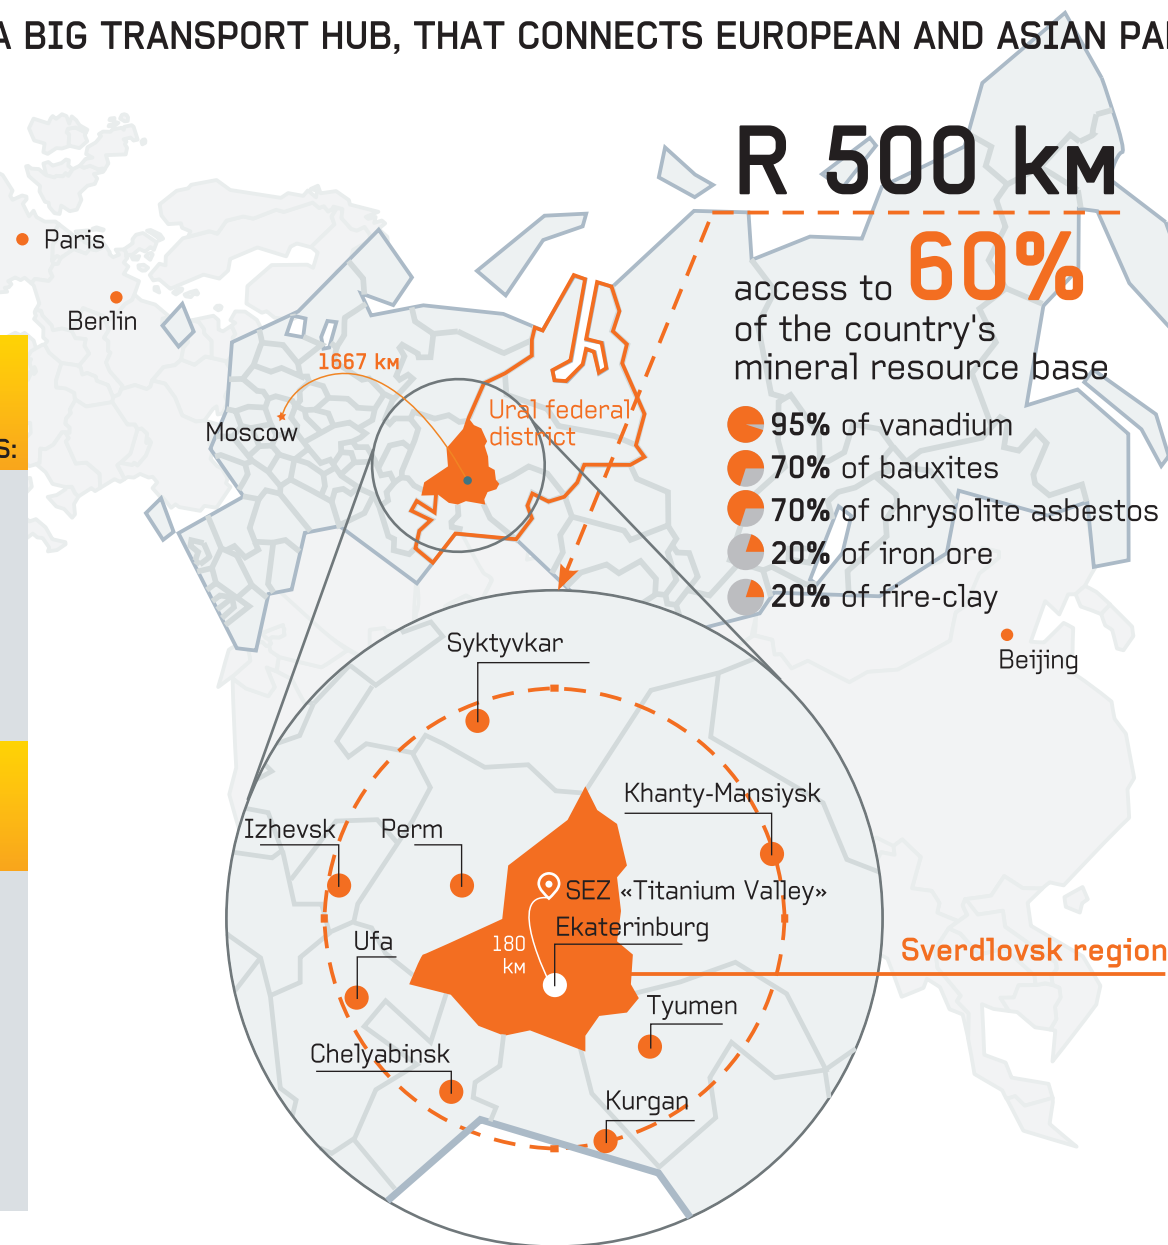 A BIG TRANSPORT HUB, THAT CONNECTS EUROPEAN AND ASIAN
R 500 kм
access to 60%
of the country's
mineral resource base
95% of vanadium
70% of bauxites
70% of chrysolite asbestos
20% of iron ore
20% of fire-clay
Paris
Berlin
1667 км
Moscow
Ural federal
district
S:
Beijing
Syktyvkar
Khanty-Mansiysk
Izhevsk
Perm
SEZ «Titanium Valley»
Ekaterinburg
180
км
Ufa
Sverdlovsk region
Tyumen
Chelyabinsk
Kurgan